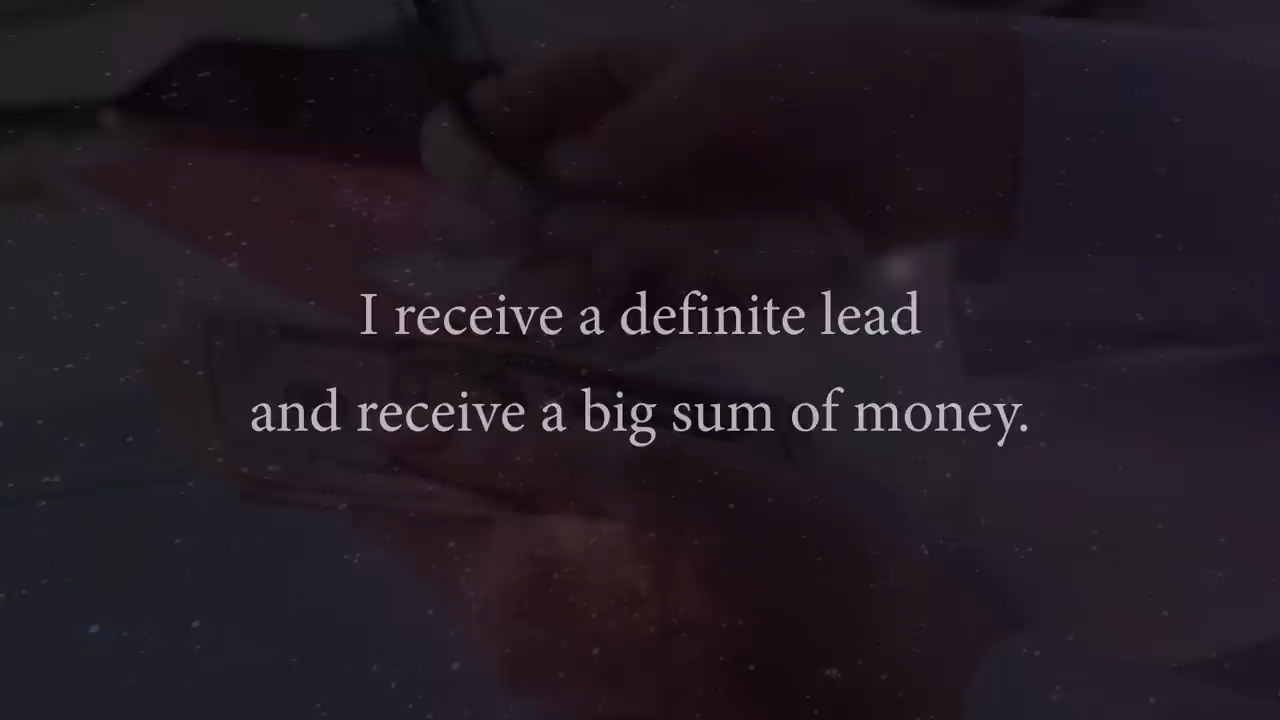 I receive a definite lead
and receive a big sum of money.